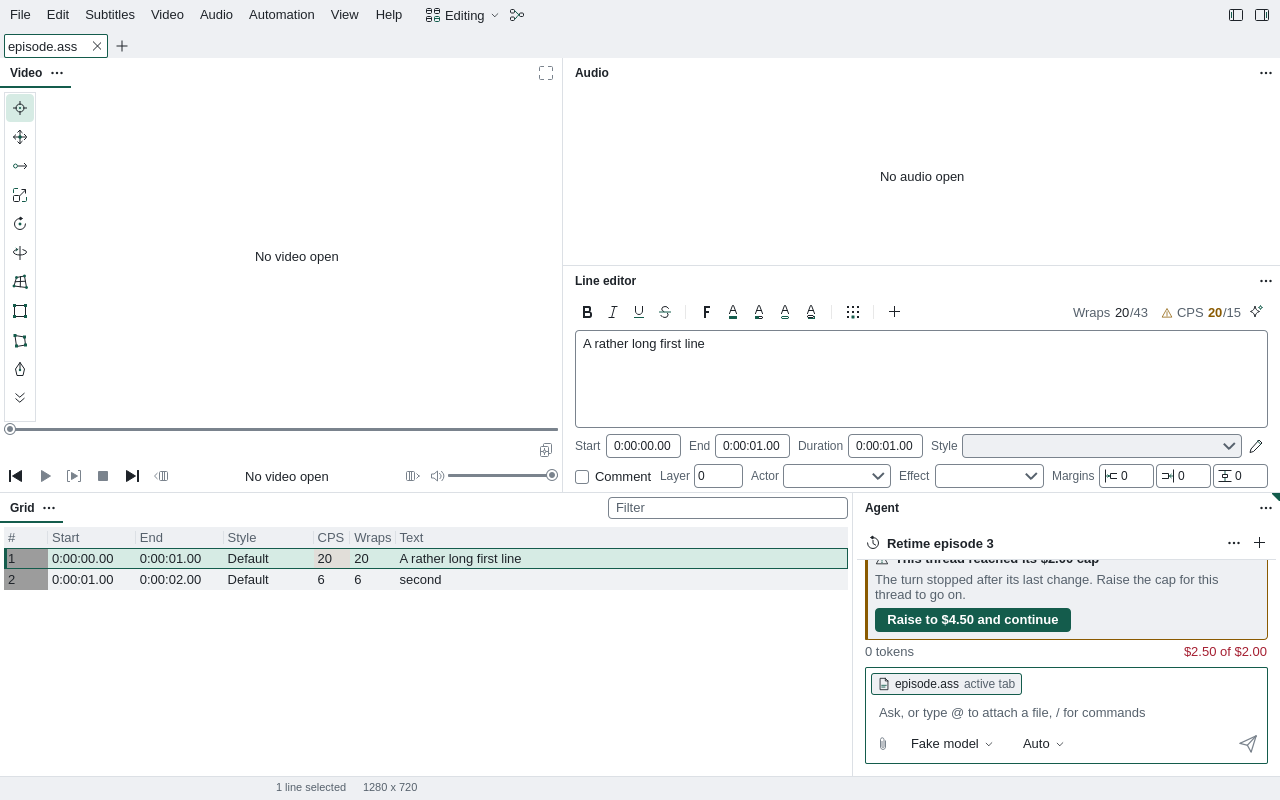 File Edit Subtitles Video Audio Automation View Help Editing
episode.ass
Video
Audio
No video open
No audio open
Line editor
B I U S F A A A A Wraps 20/43 CPS 20/15
A rather long first line
Start 0:00:00.00 End 0:00:01.00 Duration 0:00:01.00 Style
No video open
Comment Layer 0 Actor Effect Margins 0 0 0
Grid
Filter
# Start End Style CPS Wraps Text
1 0:00:00.00 0:00:01.00 Default 20 20 A rather long first line
2 0:00:01.00 0:00:02.00 Default 6 6 second
Agent
Retime episode 3
This thread reached its $2.00 cap
The turn stopped after its last change. Raise the cap for this
thread to go on.
Raise to $4.50 and continue
0 tokens $2.50 of $2.00
episode.ass active tab
Ask, or type @ to attach a file, / for commands
Fake model Auto
1 line selected 1280 x 720